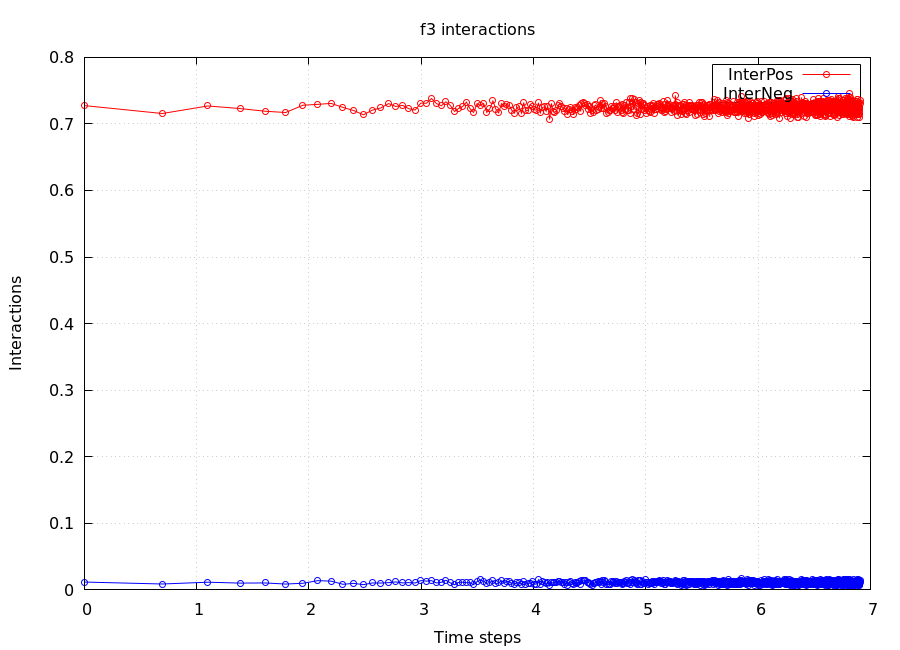 f3 interactions
InterPos
InterNeg
Interactions
0.8
0.7
0.6
0.5
0.4
0.3
0.2
0.1
0
0 1 2 3 4 5 6 7
Time steps